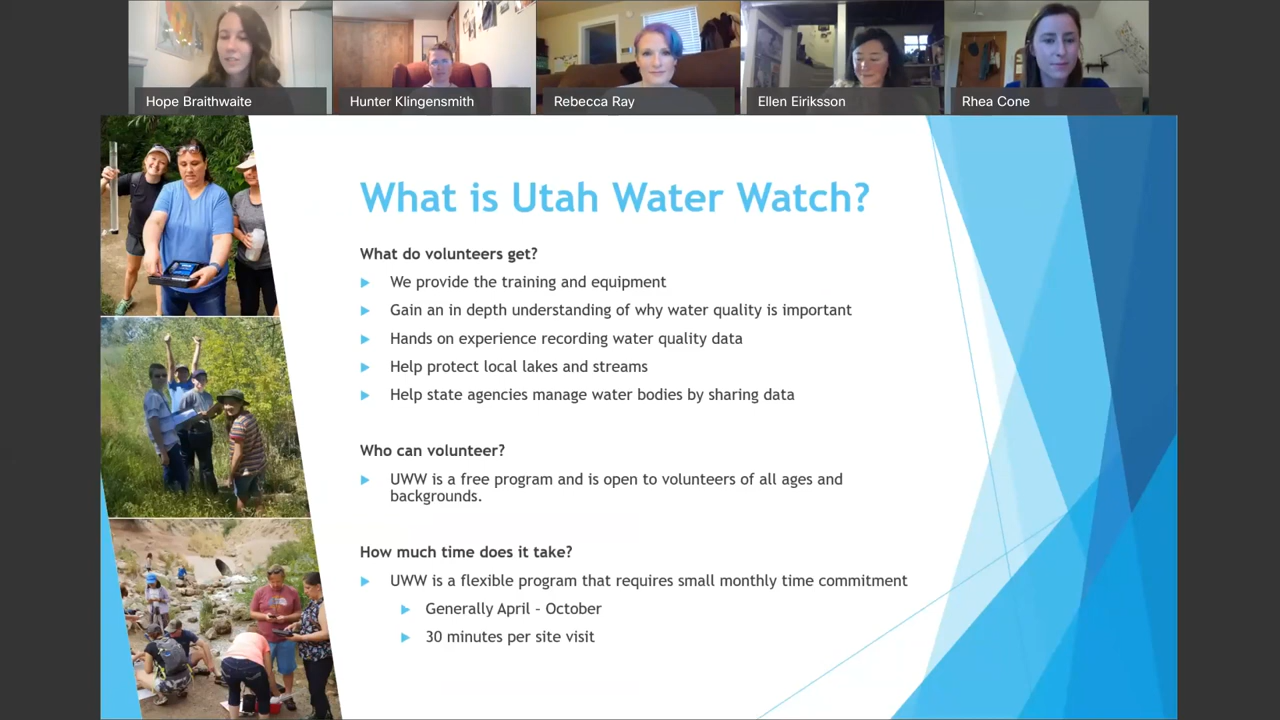 Hope Braithwaite
Hunter Klingensmith
Rebecca Ray
Ellen Eiriksson
Rhea Cone
What is Utah Water Watch?
What do volunteers get?
We provide the training and equipment
Gain an in depth understanding of why water quality is important
Hands on experience recording water quality data
Help protect local lakes and streams
Help state agencies manage water bodies by sharing data
Who can volunteer?
UWW is a free program and is open to volunteers of all ages and
backgrounds.
How much time does it take?
UWW is a flexible program that requires small monthly time commitment
Generally April – October
30 minutes per site visit